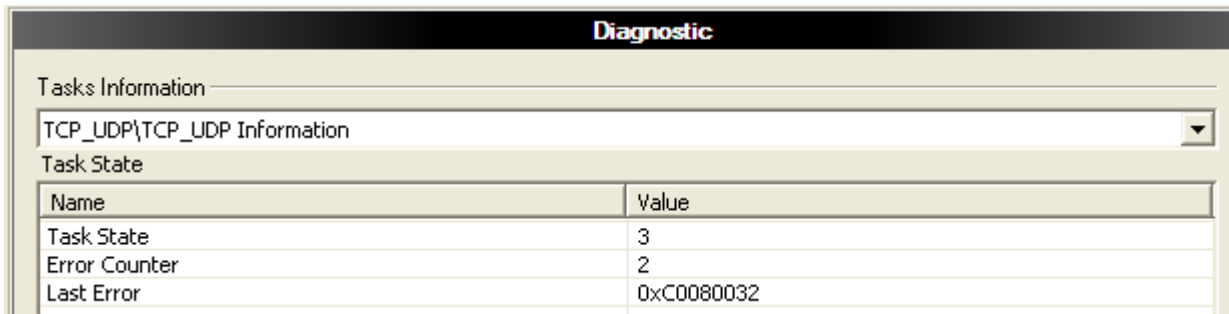 Diagnostic
Tasks Information
TCP_UDP\TCP_UDP Information
Task State
Name Value
Task State 3
Error Counter 2
Last Error 0xC0080032